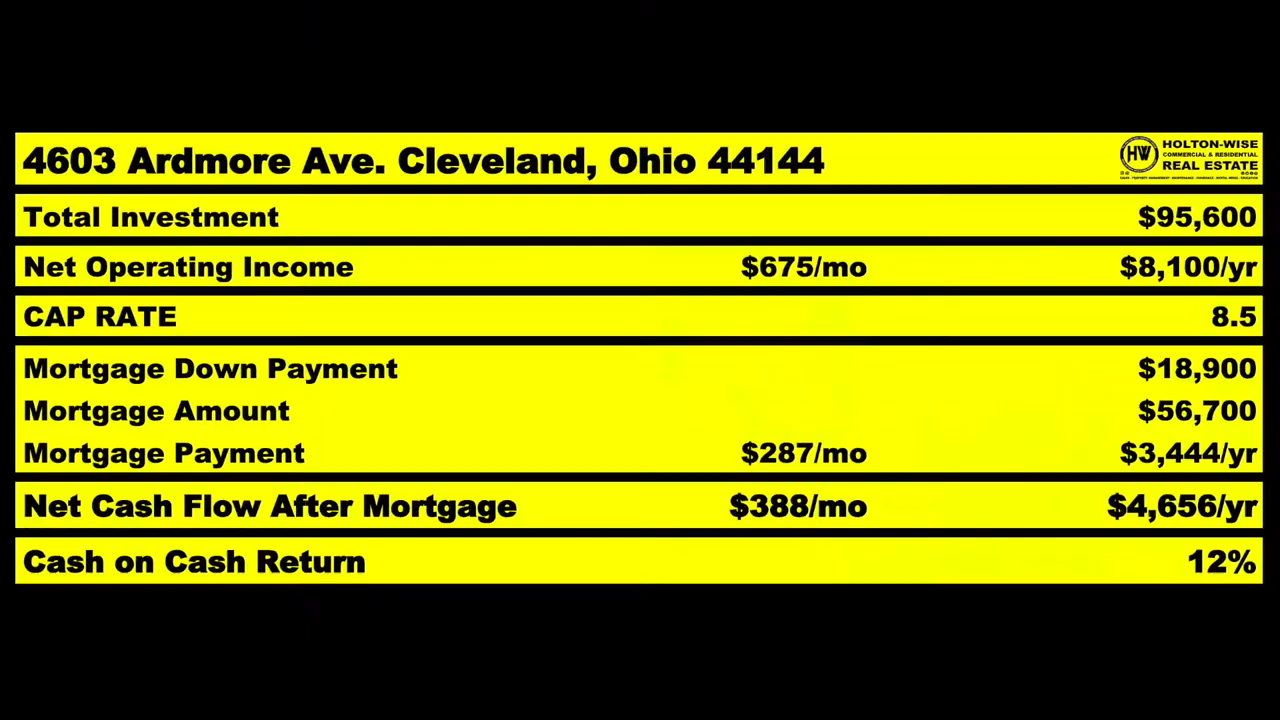 4603 Ardmore Ave. Cleveland, Ohio 44144
HW
HOLTON-WISE
COMMERCIAL & RESIDENTIAL
REAL ESTATE
Total Investment $95,600
Net Operating Income $675/mo $8,100/yr
CAP RATE 8.5
Mortgage Down Payment $18,900
Mortgage Amount $56,700
Mortgage Payment $287/mo $3,444/yr
Net Cash Flow After Mortgage $388/mo $4,656/yr
Cash on Cash Return 12%